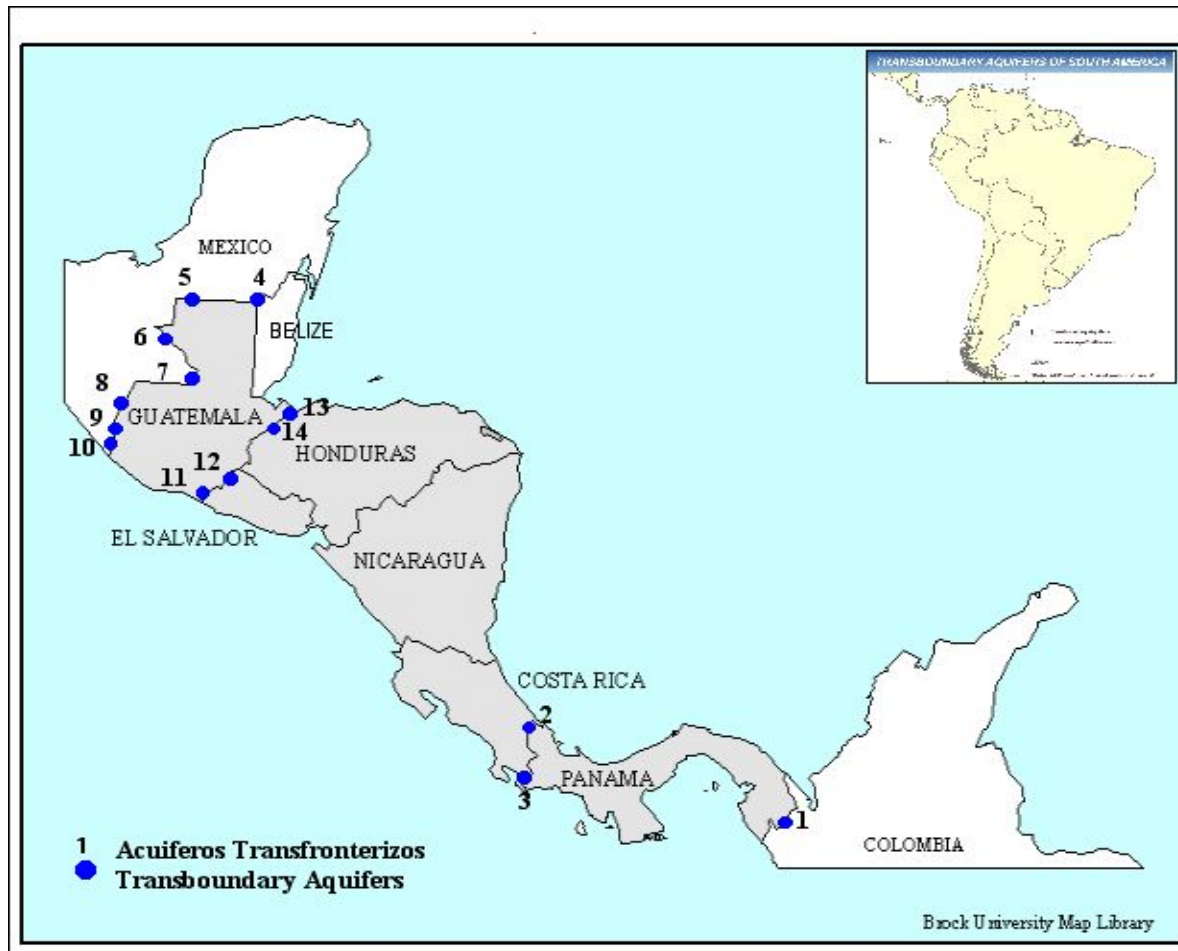 TRANSBOUNDARY AQUIFERS OF SOUTH AMERICA
MEXICO
5
4
BELIZE
6
7
8
GUATEMALA
13
9
14
10
HONDURAS
12
11
EL SALVADOR
NICARAGUA
COSTA RICA
2
PANAMA
3
1
COLOMBIA
1 Acuiferos Transfronterizos
Transboundary Aquifers
Brock University Map Library